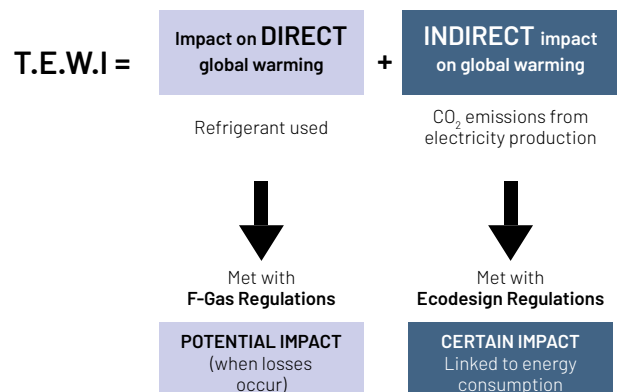 T.E.W.I =
Impact on DIRECT
global warming
+
INDIRECT impact
on global warming
Refrigerant used
CO₂ emissions from
electricity production
Met with
F-Gas Regulations
Met with
Ecodesign Regulations
POTENTIAL IMPACT
(when losses
occur)
CERTAIN IMPACT
Linked to energy
consumption